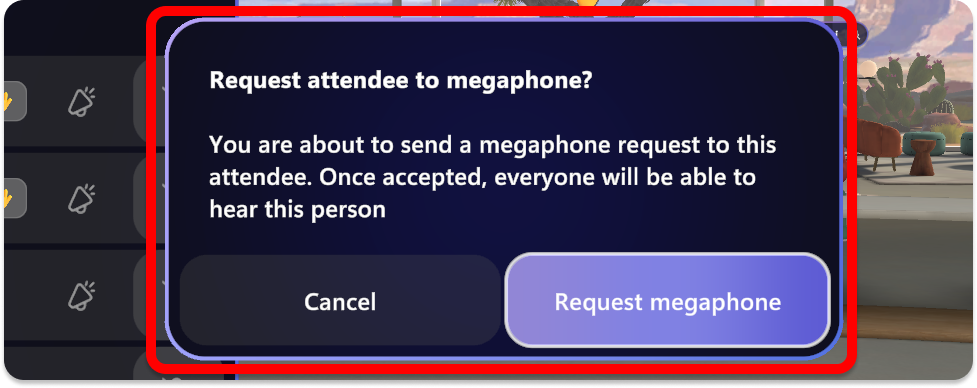 Request attendee to megaphone?
You are about to send a megaphone request to this
attendee. Once accepted, everyone will be able to
hear this person
Cancel
Request megaphone